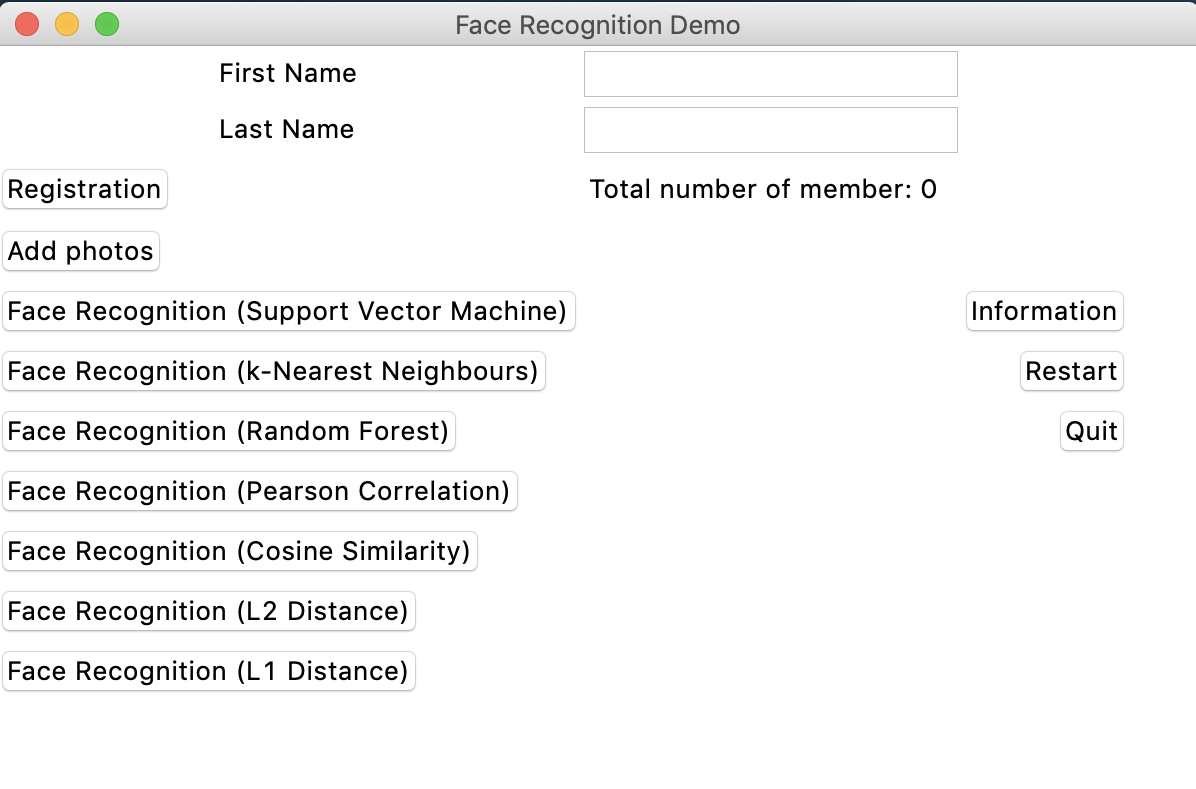 Face Recognition Demo
First Name
Last Name
Registration
Total number of member: 0
Add photos
Face Recognition (Support Vector Machine)
Information
Face Recognition (k-Nearest Neighbours)
Restart
Face Recognition (Random Forest)
Quit
Face Recognition (Pearson Correlation)
Face Recognition (Cosine Similarity)
Face Recognition (L2 Distance)
Face Recognition (L1 Distance)